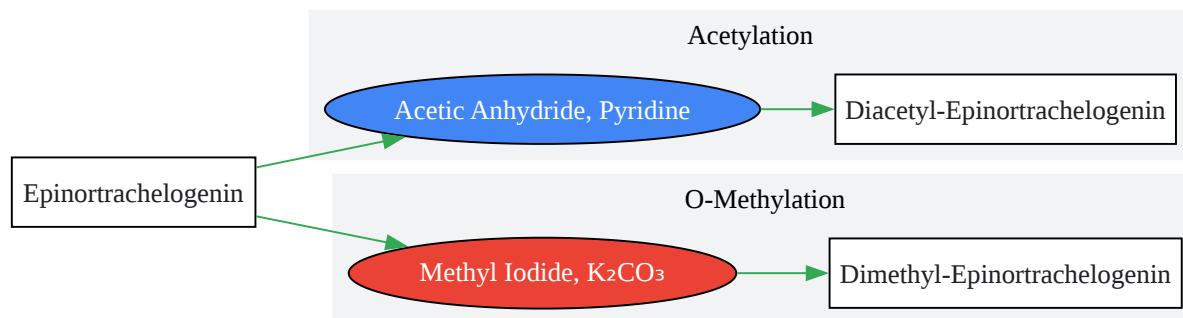 Acetylation
Acetic Anhydride, Pyridine
Diacetyl-Epinortrachelogenin
Epinortrachelogenin
O-Methylation
Methyl Iodide, K₂CO₃
Dimethyl-Epinortrachelogenin